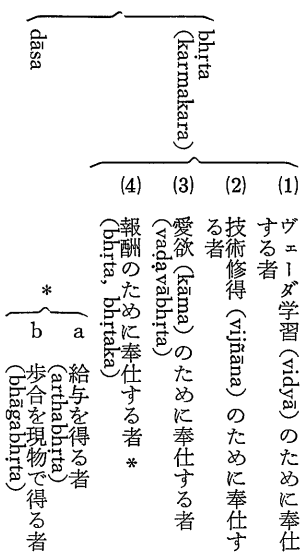 bhṛta
(karmakara)
(1) ヴェーダ学習(vidyā)のために奉仕
する者
(2) 技術修得(vijñāna)のために奉仕す
る者
(3) 愛欲(kāma)のために奉仕する者
(vaḍavābhṛta)
(4) 報酬のために奉仕する者*
(bhṛta, bhṛtaka)
dāsa
*
a 給与を得る者
(arthabhṛta)
b 歩合を現物で得る者
(bhāgabhṛta)